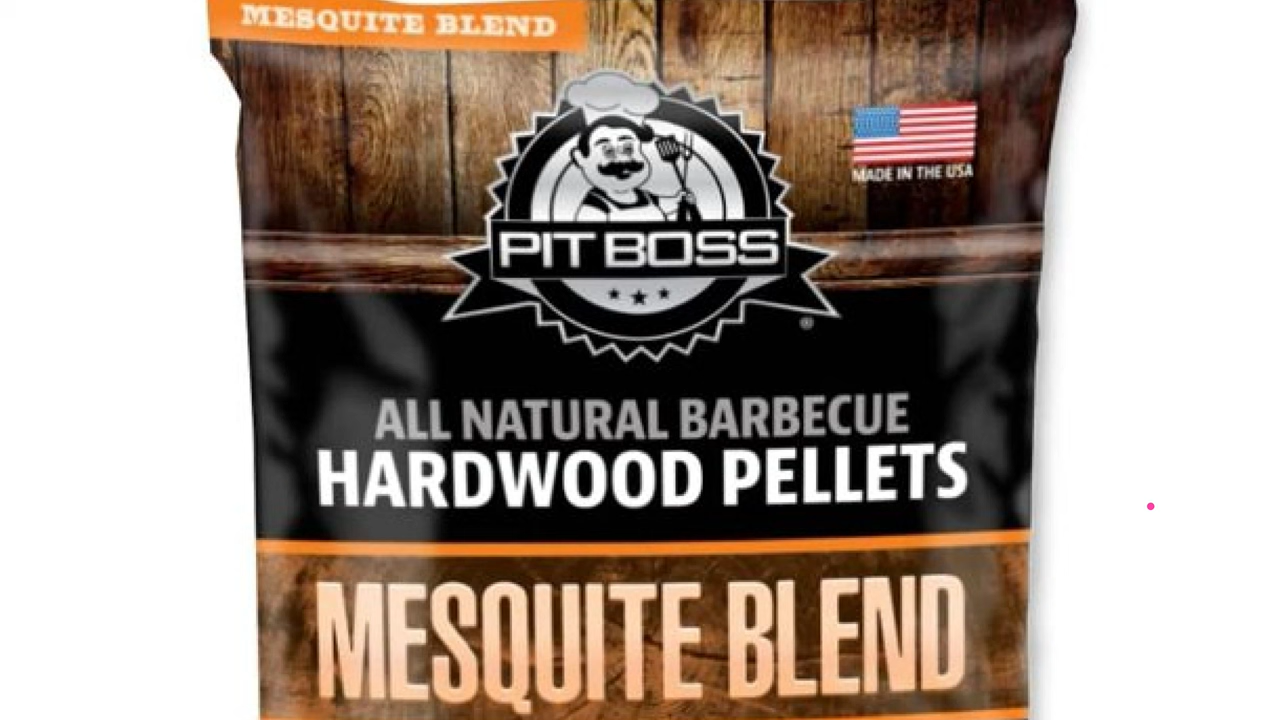 MESQUITE BLEND
MADE IN THE USA
PIT BOSS
®
ALL NATURAL BARBECUE
HARDWOOD PELLETS
MESQUITE BLEND